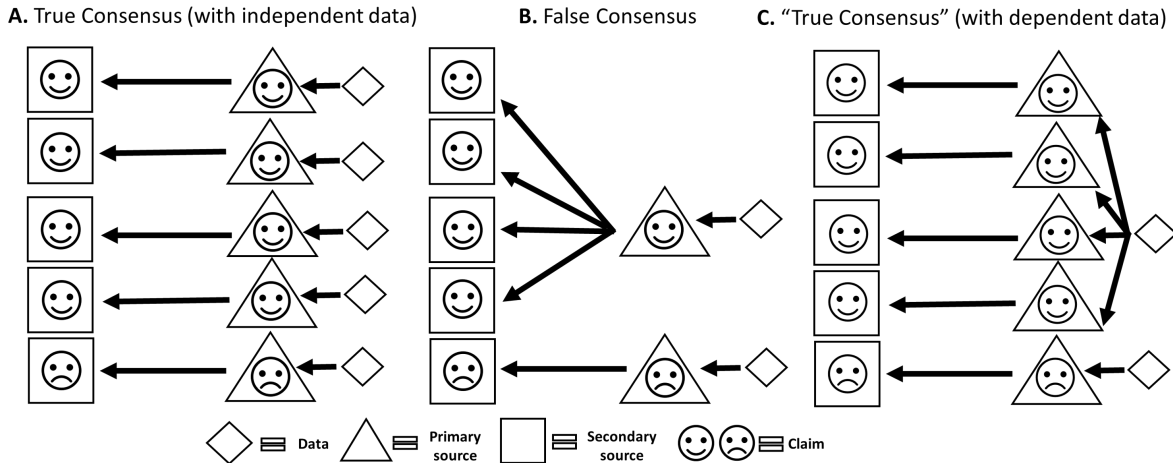 A. True Consensus (with independent data)
B. False Consensus
C. “True Consensus” (with dependent data)
Data
Primary
source
Secondary
source
Claim